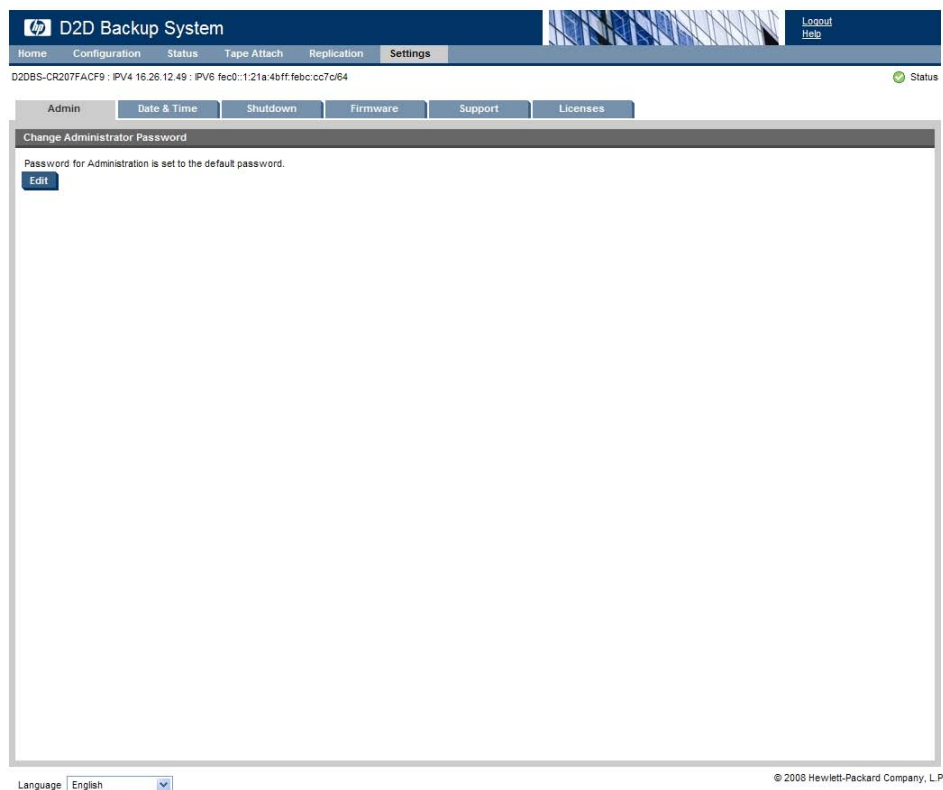 hp D2D Backup System
Logout
Help
Home Configuration Status Tape Attach Replication Settings
D2DBS-CR207FACF9 : IPV4 16.26.12.49 : IPV6 fec0::1:21a:4bff:febc:cc7c/64 Status
Admin Date & Time Shutdown Firmware Support Licenses
Change Administrator Password
Password for Administration is set to the default password.
Edit
© 2008 Hewlett-Packard Company, L.P
Language English